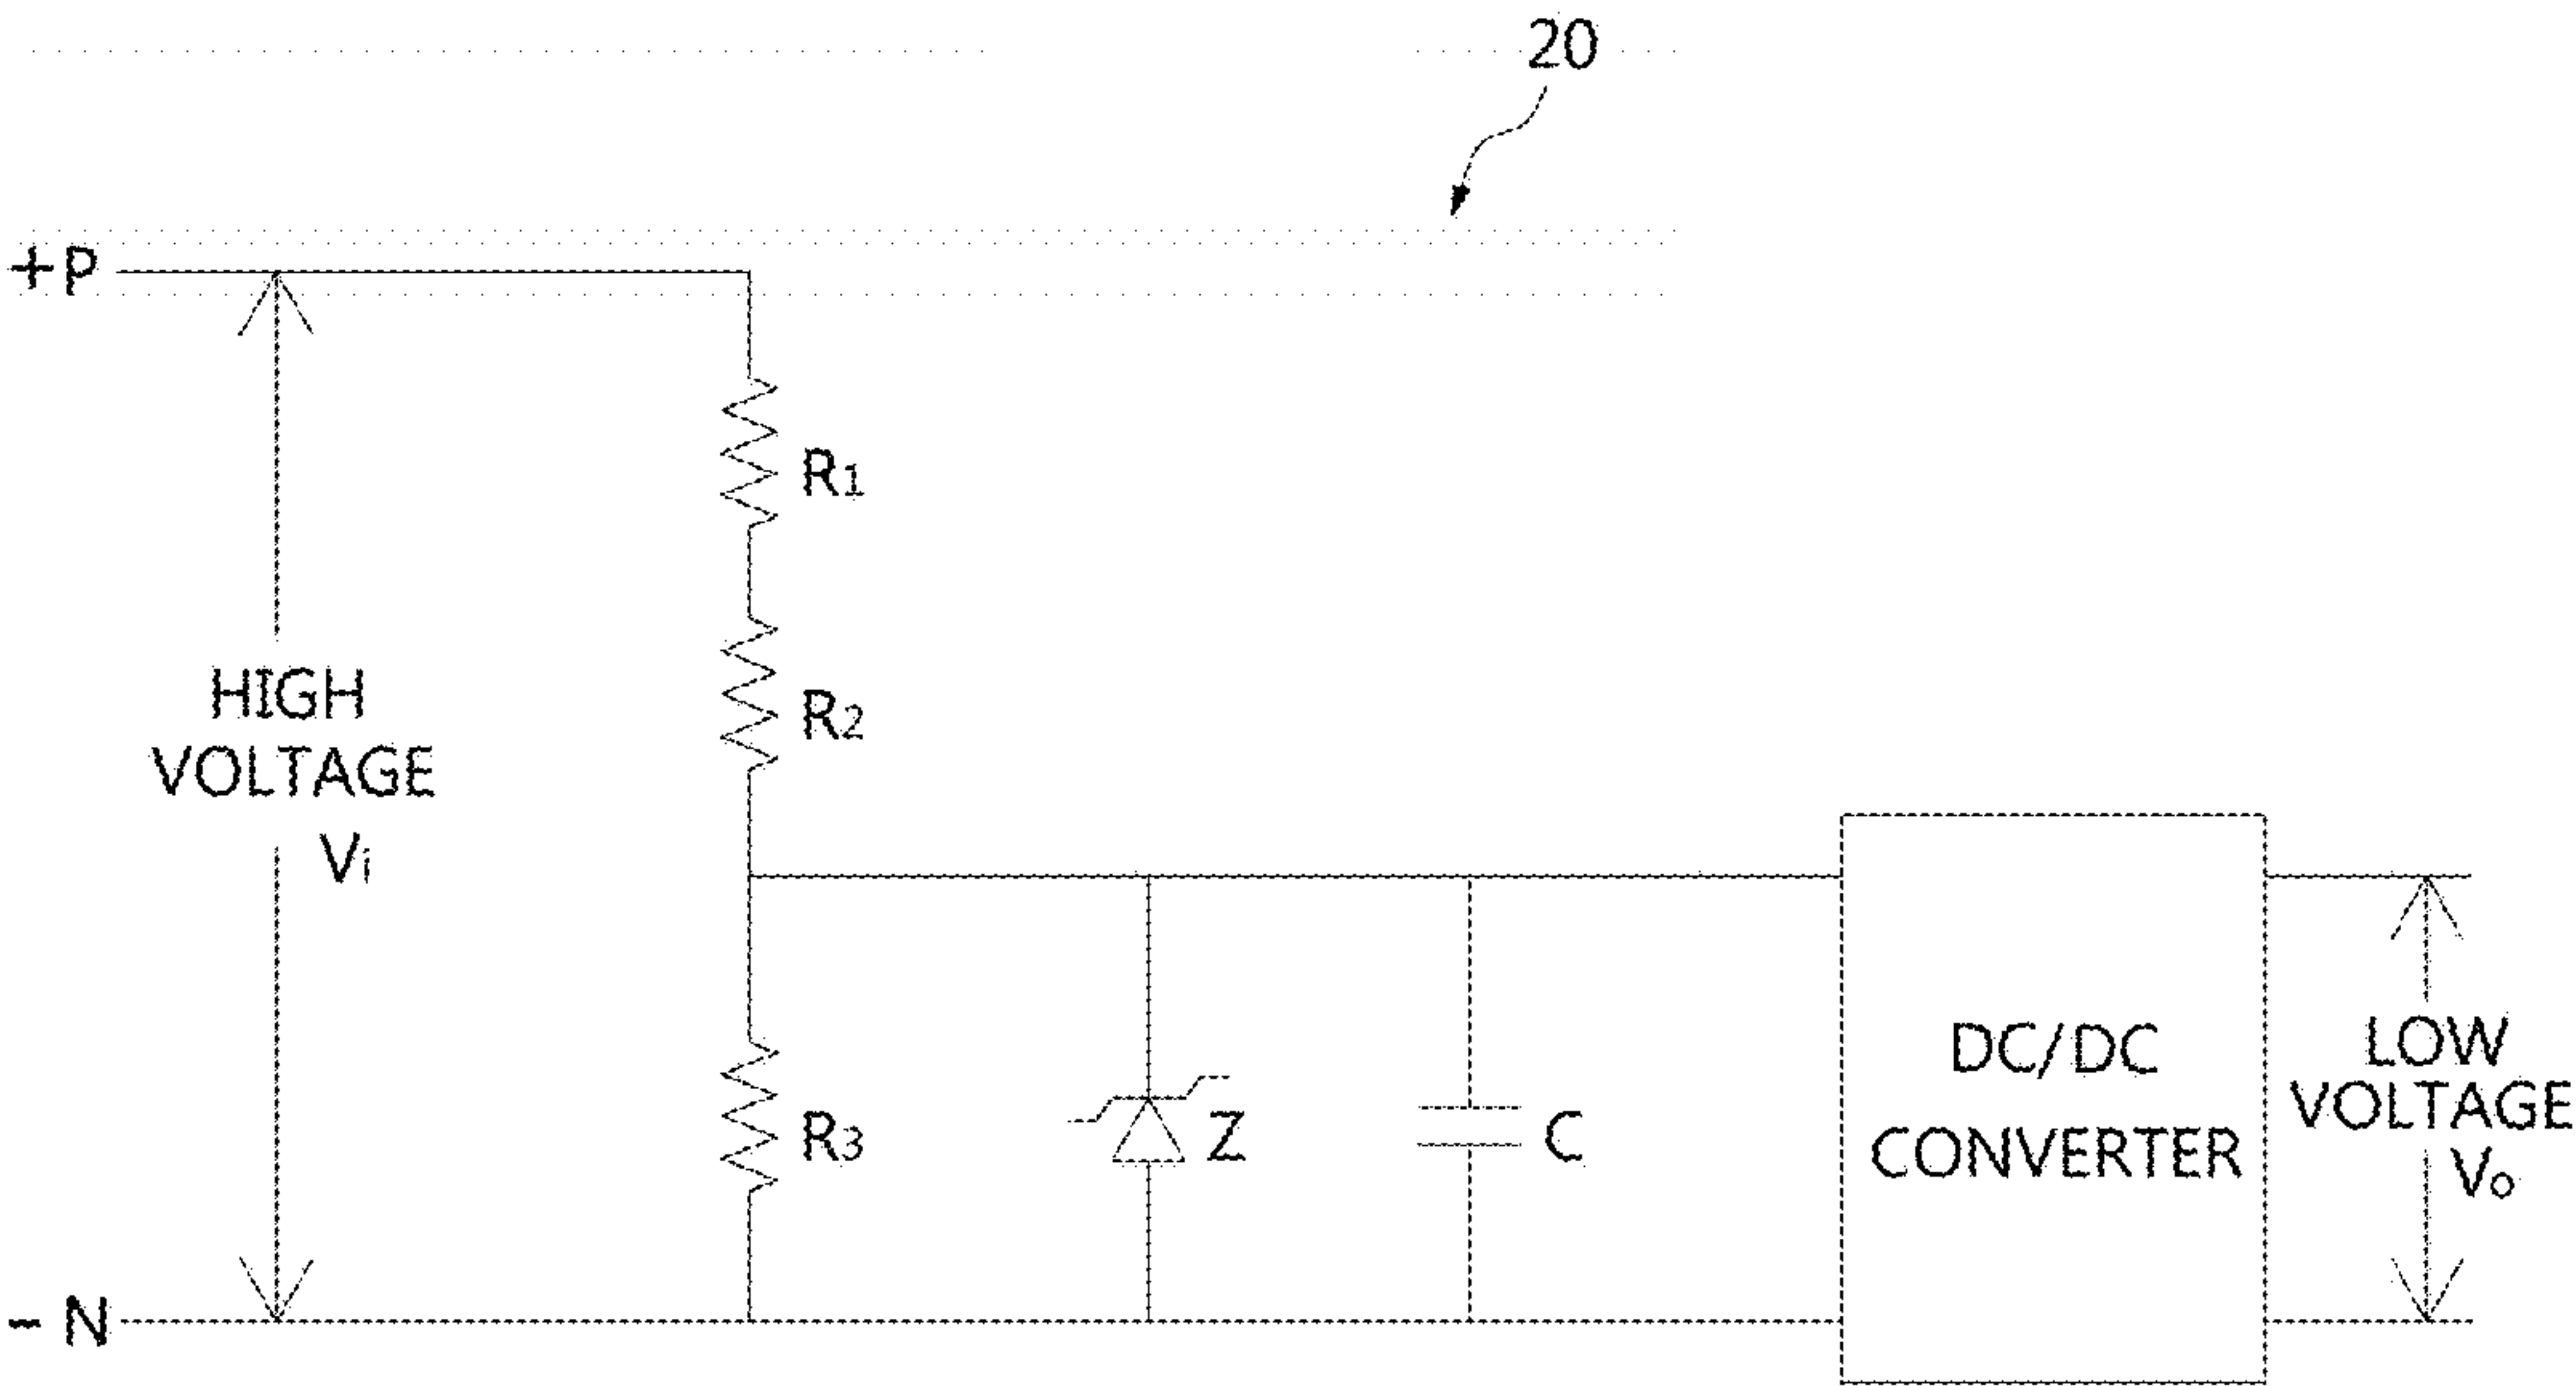 20
+P
R1
HIGH
VOLTAGE
Vi
R2
R3
Z
C
DC/DC
CONVERTER
LOW
VOLTAGE
Vo
- N